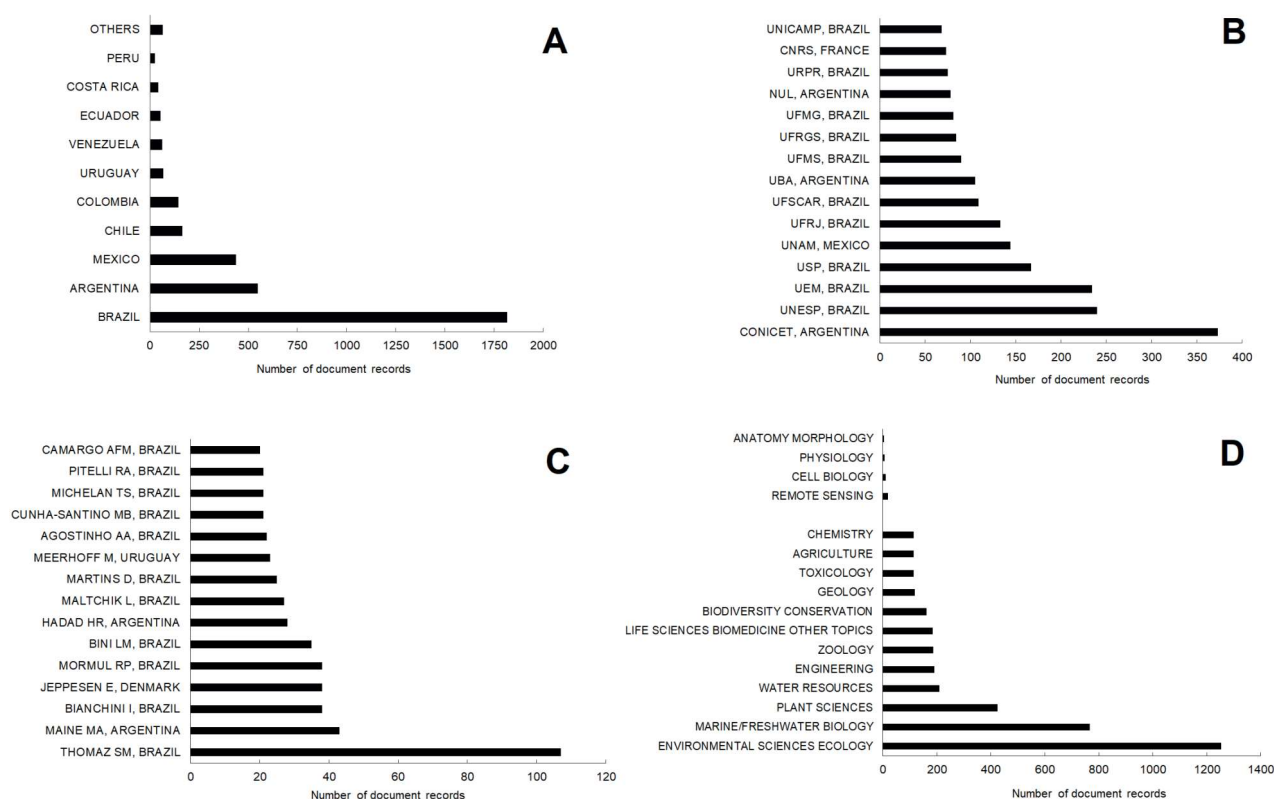 A
OTHERS
PERU
COSTA RICA
ECUADOR
VENEZUELA
URUGUAY
COLOMBIA
CHILE
MEXICO
ARGENTINA
BRAZIL
0 250 500 750 1000 1250 1500 1750 2000
Number of document records
B
UNICAMP, BRAZIL
CNRS, FRANCE
URPR, BRAZIL
NUL, ARGENTINA
UFMG, BRAZIL
UFRGS, BRAZIL
UFMS, BRAZIL
UBA, ARGENTINA
UFSCAR, BRAZIL
UFRJ, BRAZIL
UNAM, MEXICO
USP, BRAZIL
UEM, BRAZIL
UNESP, BRAZIL
CONICET, ARGENTINA
0 50 100 150 200 250 300 350 400
Number of document records
C
CAMARGO AFM, BRAZIL
PITELLI RA, BRAZIL
MICHELAN TS, BRAZIL
CUNHA-SANTINO MB, BRAZIL
AGOSTINHO AA, BRAZIL
MEERHOFF M, URUGUAY
MARTINS D, BRAZIL
MALTCHIK L, BRAZIL
HADAD HR, ARGENTINA
BINI LM, BRAZIL
MORMUL RP, BRAZIL
JEPPESEN E, DENMARK
BIANCHINI I, BRAZIL
MAINE MA, ARGENTINA
THOMAZ SM, BRAZIL
0 20 40 60 80 100 120
Number of document records
D
ANATOMY MORPHOLOGY
PHYSIOLOGY
CELL BIOLOGY
REMOTE SENSING
CHEMISTRY
AGRICULTURE
TOXICOLOGY
GEOLOGY
BIODIVERSITY CONSERVATION
LIFE SCIENCES BIOMEDICINE OTHER TOPICS
ZOOLOGY
ENGINEERING
WATER RESOURCES
PLANT SCIENCES
MARINE/FRESHWATER BIOLOGY
ENVIRONMENTAL SCIENCES ECOLOGY
0 200 400 600 800 1000 1200 1400
Number of document records